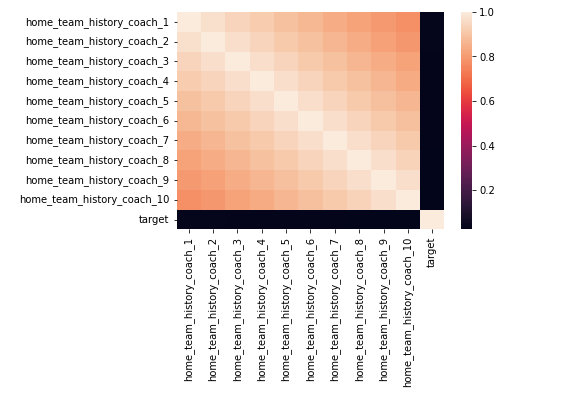 home_team_history_coach_1
home_team_history_coach_2
home_team_history_coach_3
home_team_history_coach_4
home_team_history_coach_5
home_team_history_coach_6
home_team_history_coach_7
home_team_history_coach_8
home_team_history_coach_9
home_team_history_coach_10
target
home_team_history_coach_1
home_team_history_coach_2
home_team_history_coach_3
home_team_history_coach_4
home_team_history_coach_5
home_team_history_coach_6
home_team_history_coach_7
home_team_history_coach_8
home_team_history_coach_9
home_team_history_coach_10
target
1.0
0.8
0.6
0.4
0.2